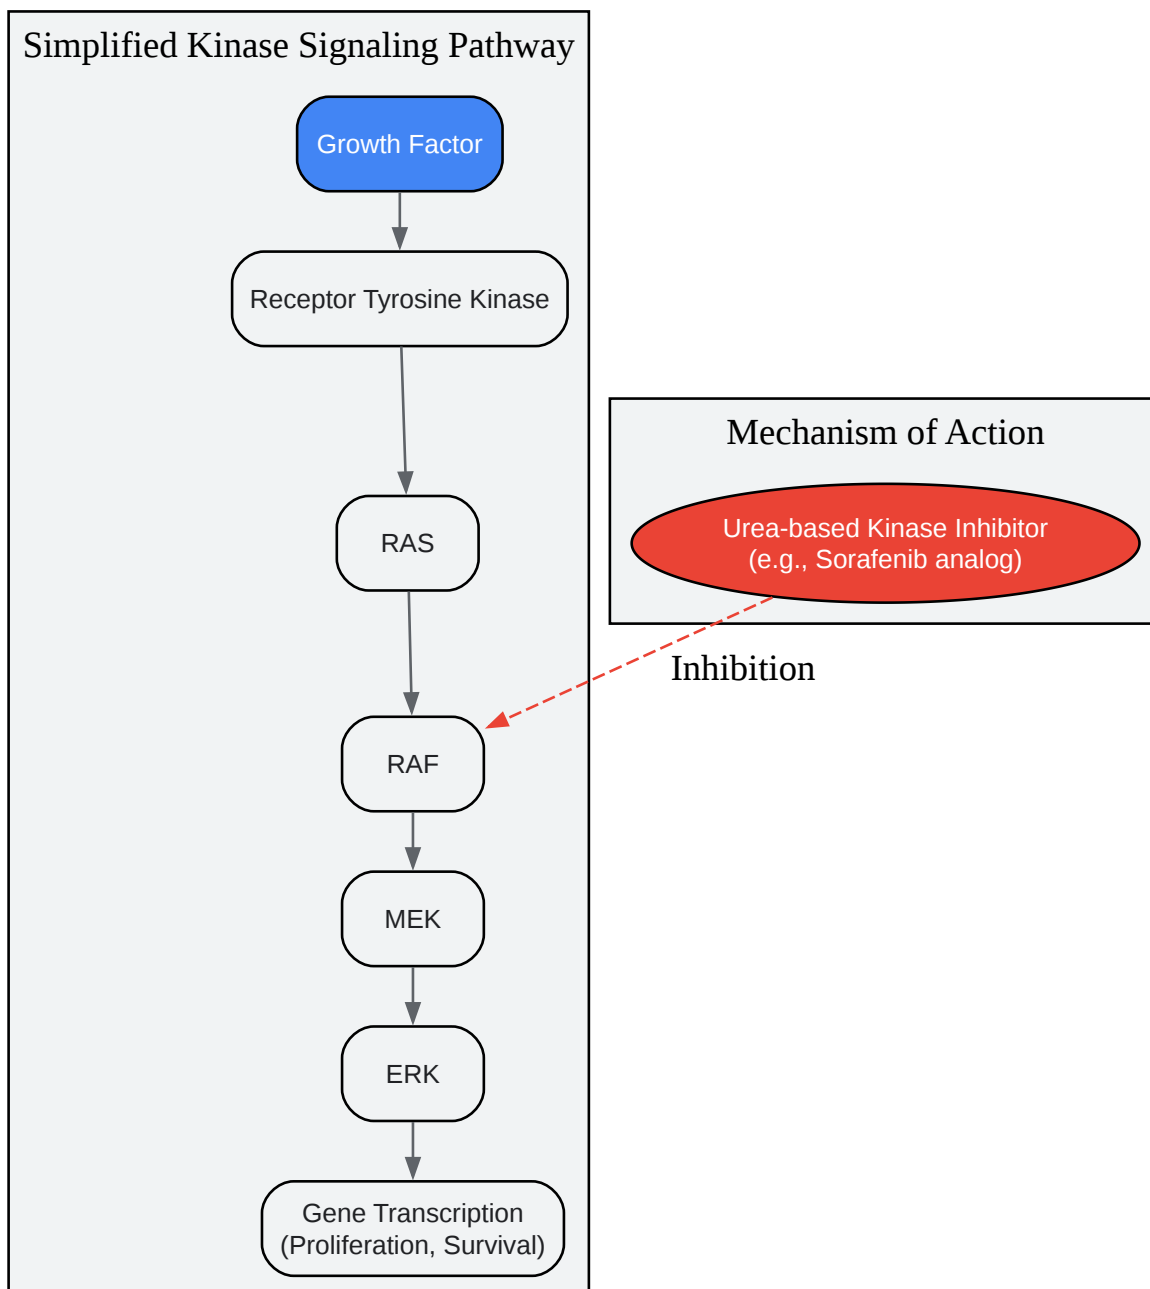 Simplified Kinase Signaling Pathway
Growth Factor
Receptor Tyrosine Kinase
Mechanism of Action
Urea-based Kinase Inhibitor
(e.g., Sorafenib analog)
RAS
Inhibition
RAF
MEK
ERK
Gene Transcription
(Proliferation, Survival)